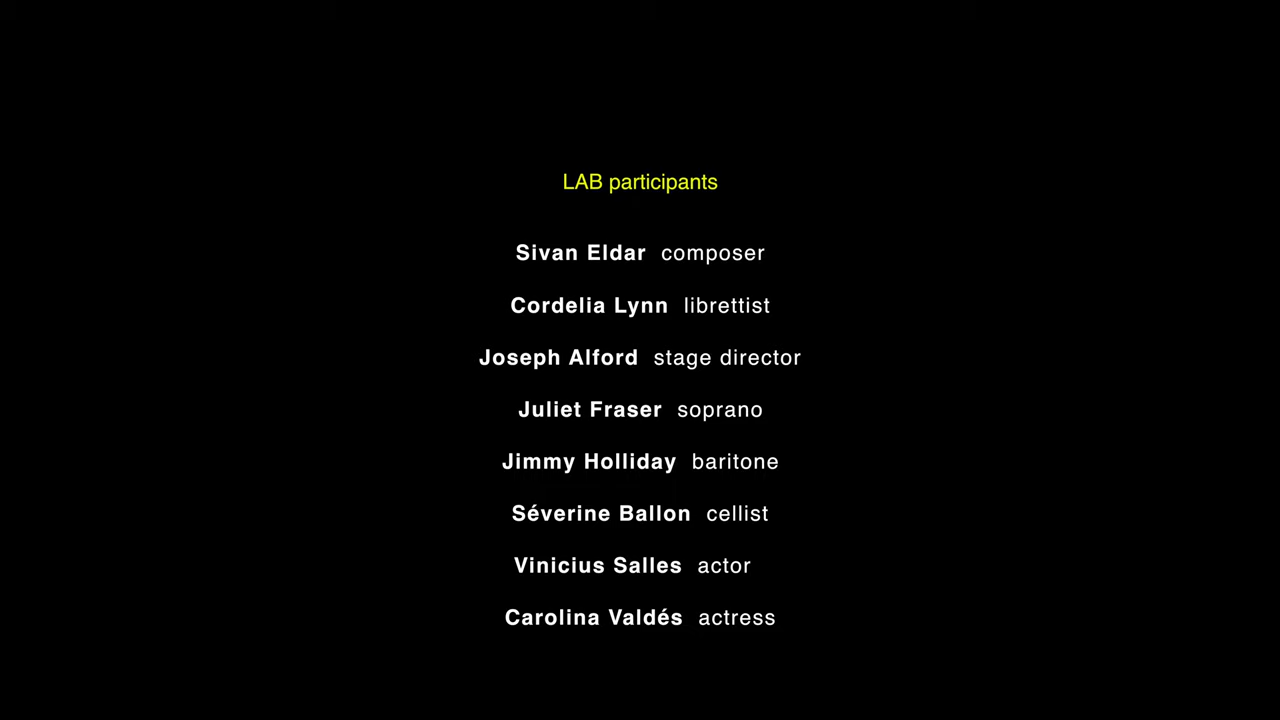 LAB participants
Sivan Eldar composer
Cordelia Lynn librettist
Joseph Alford stage director
Juliet Fraser soprano
Jimmy Holliday baritone
Séverine Ballon cellist
Vinicius Salles actor
Carolina Valdés actress